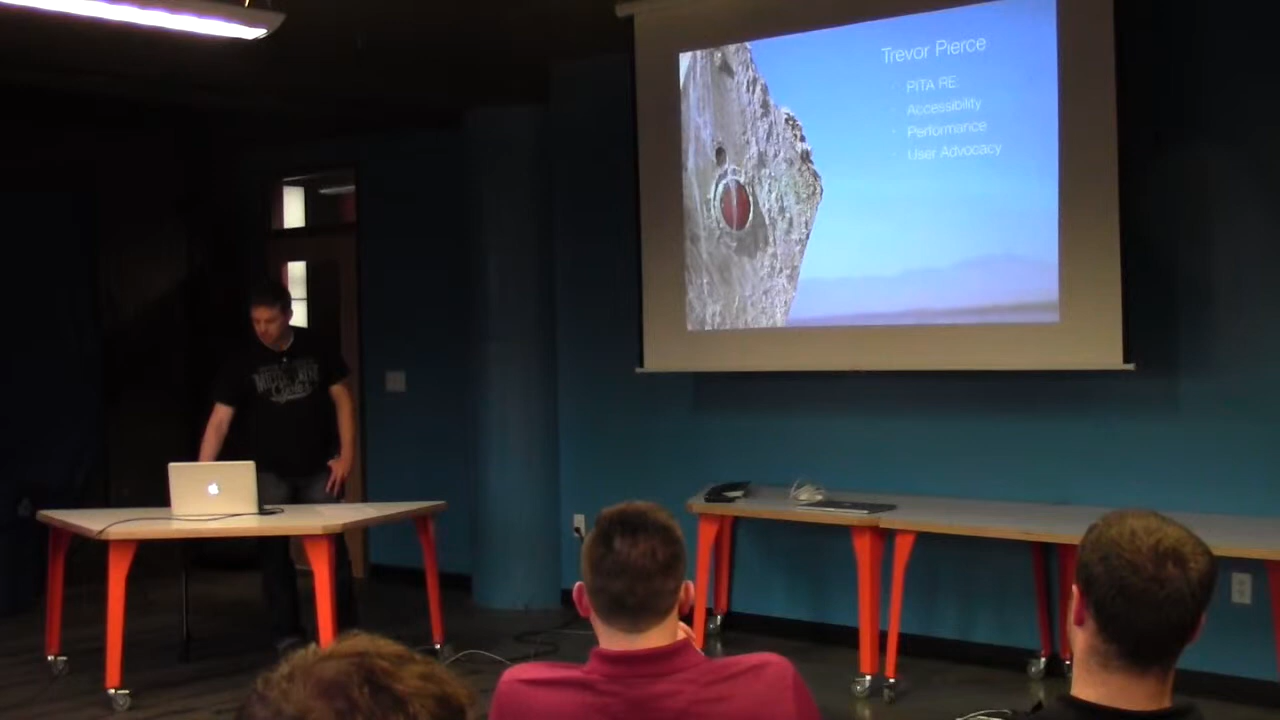 Trevor Pierce
PITA RE
Accessibility
Performance
User Advocacy